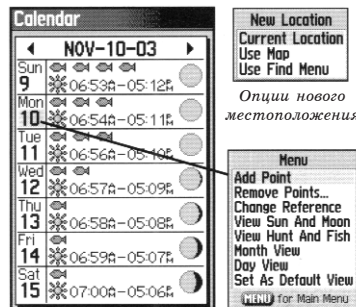 Calendar
NOV-10-03
Sun
9
06:53A-05:12P
Mon
10
06:54A-05:11P
Tue
11
06:56A-05:10P
Wed
12
06:57A-05:09P
Thu
13
06:58A-05:08P
Fri
14
06:59A-05:07P
Sat
15
07:00A-05:06P
New Location
Current Location
Use Map
Use Find Menu
Опции нового
местоположения
Menu
Add Point
Remove Points...
Change Reference
View Sun And Moon
View Hunt And Fish
Month View
Day View
Set As Default View
MENU for Main Menu